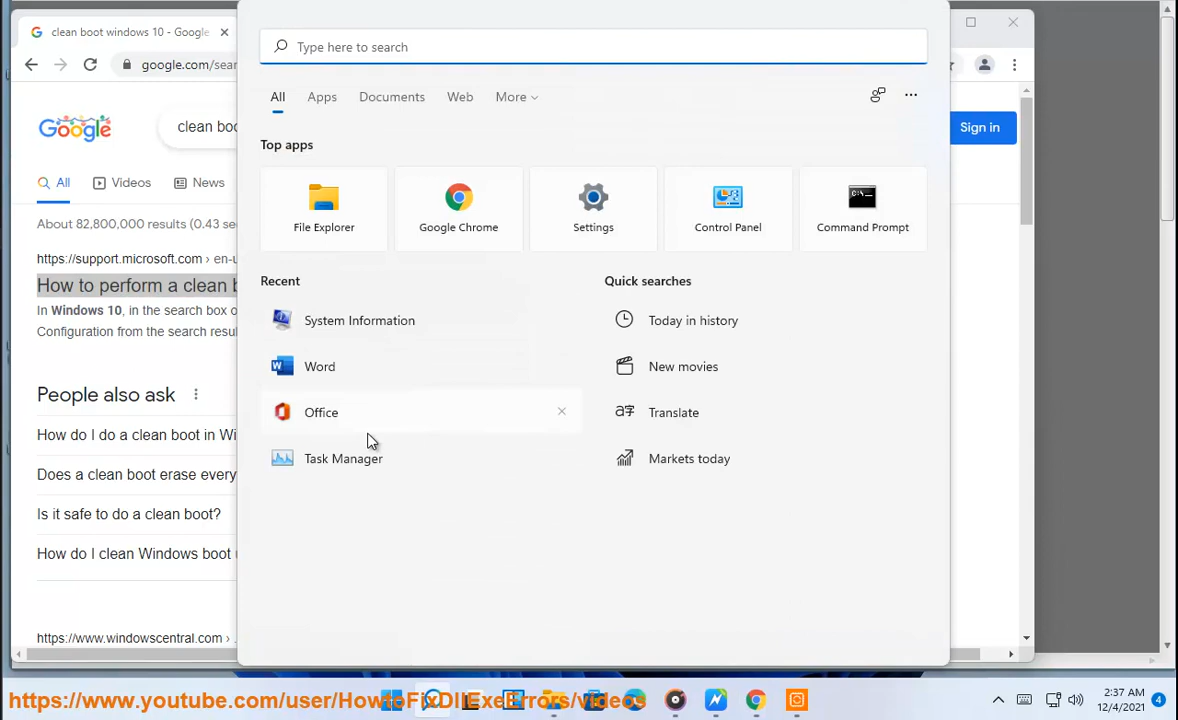 clean boot windows 10 - Google
google.com/sear
Google
clean boo
Sign in
All
Videos
News
About 82,800,000 results (0.43 se
https://support.microsoft.com › en-u
How to perform a clean b
In Windows 10, in the search box o
Configuration from the search resul
People also ask
How do I do a clean boot in Wi
Does a clean boot erase every
Is it safe to do a clean boot?
How do I clean Windows boot
https://www.windowscentral.com ›
Type here to search
All
Apps
Documents
Web
More
Top apps
File Explorer
Google Chrome
Settings
Control Panel
Command Prompt
Recent
System Information
Word
Office
Task Manager
Quick searches
Today in history
New movies
Translate
Markets today
https://www.youtube.com/user/HowtoFixDllExeErrors/videos
2:37 AM
12/4/2021
4